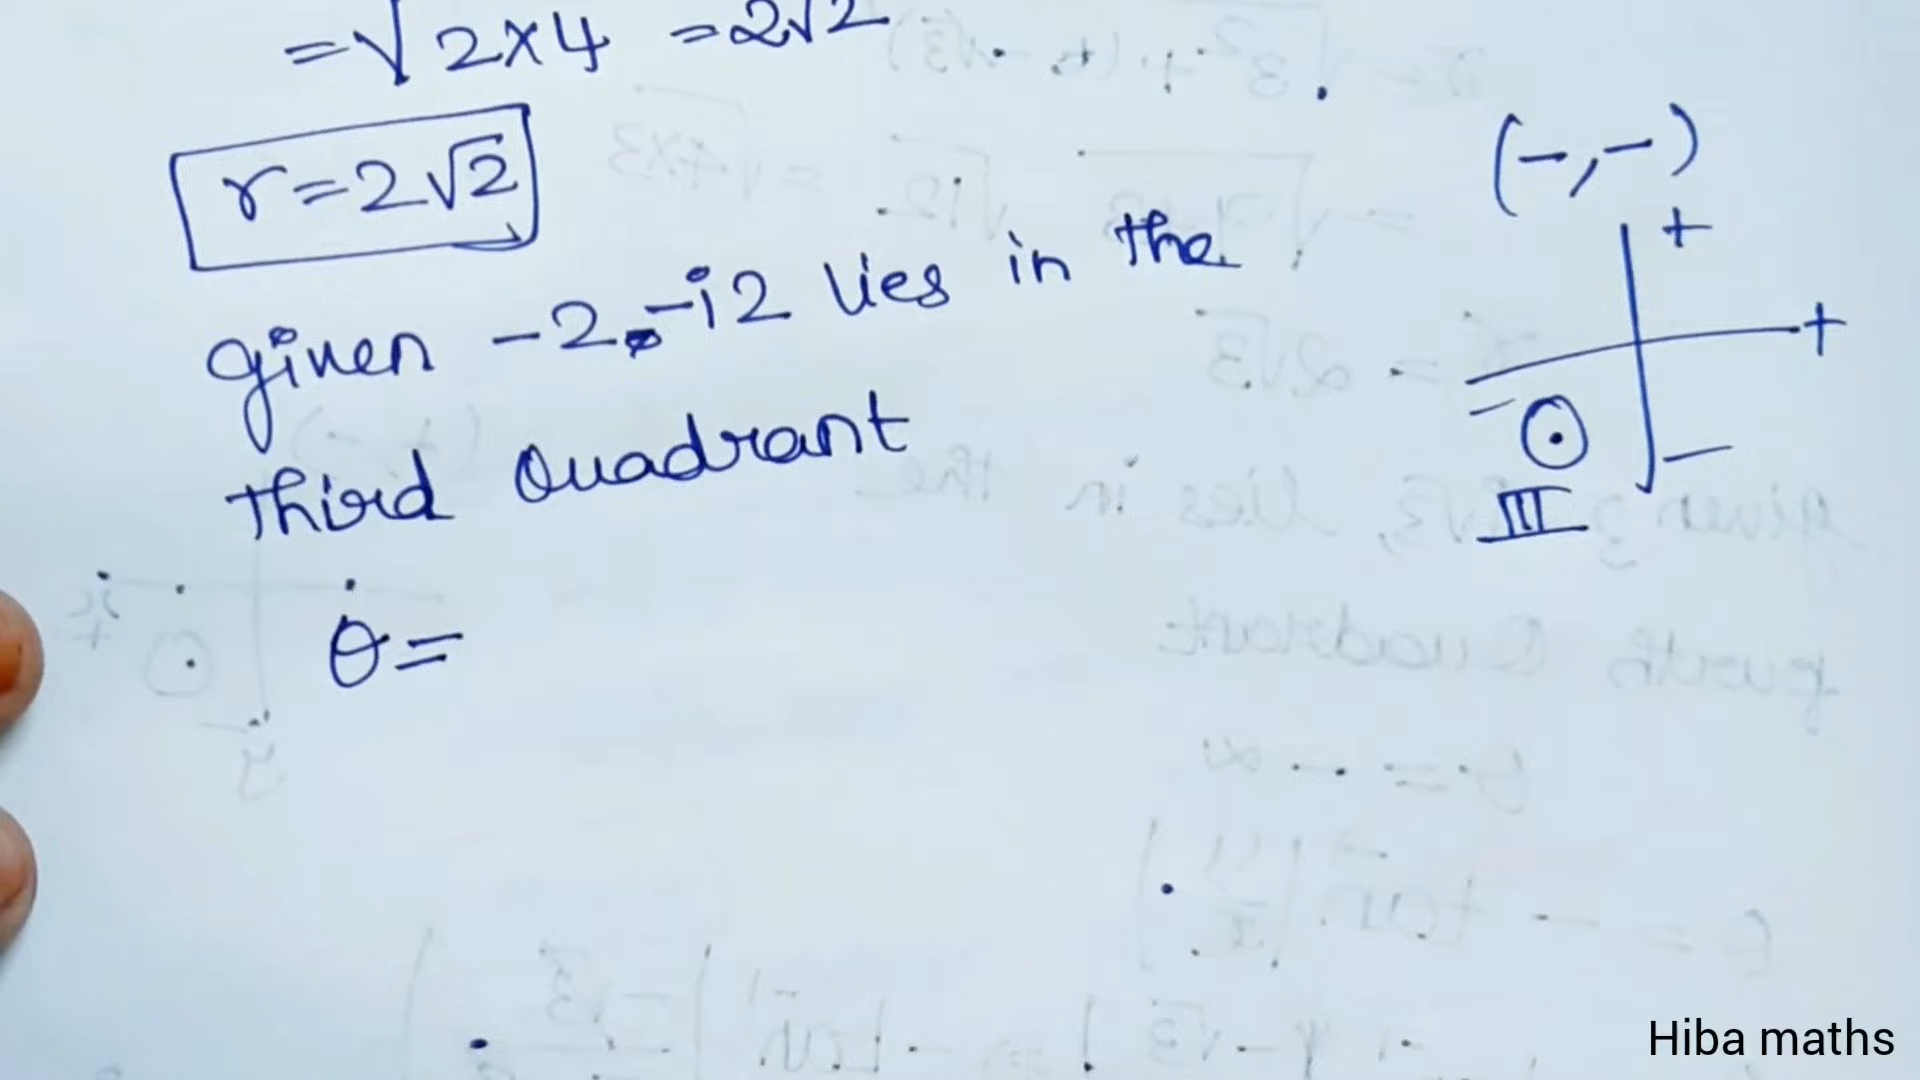 =√2×4 =2√2
r=2√2
(-,-)
+
+
given -2-i2 lies in the
third Quadrant
-
III
θ=
Hiba maths